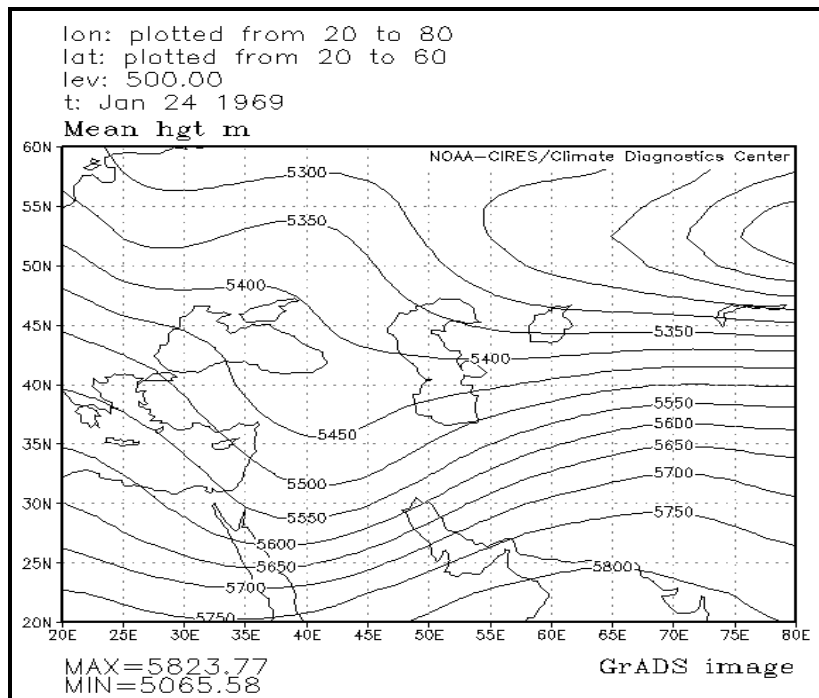 lon: plotted from 20 to 80
lat: plotted from 20 to 60
lev: 500.00
t: Jan 24 1969
Mean hgt m
NOAA-CIRES/Climate Diagnostics Center
60N
5300
55N
5350
50N
5400
45N
5350
5400
40N
5550
5600
5450
35N
5650
5700
5500
30N
5550
5750
5600
25N
5650
5800
5700
5750
20N
20E 25E 30E 35E 40E 45E 50E 55E 60E 65E 70E 75E 80E
MAX=5823.77
MIN=5065.58
GrADS image